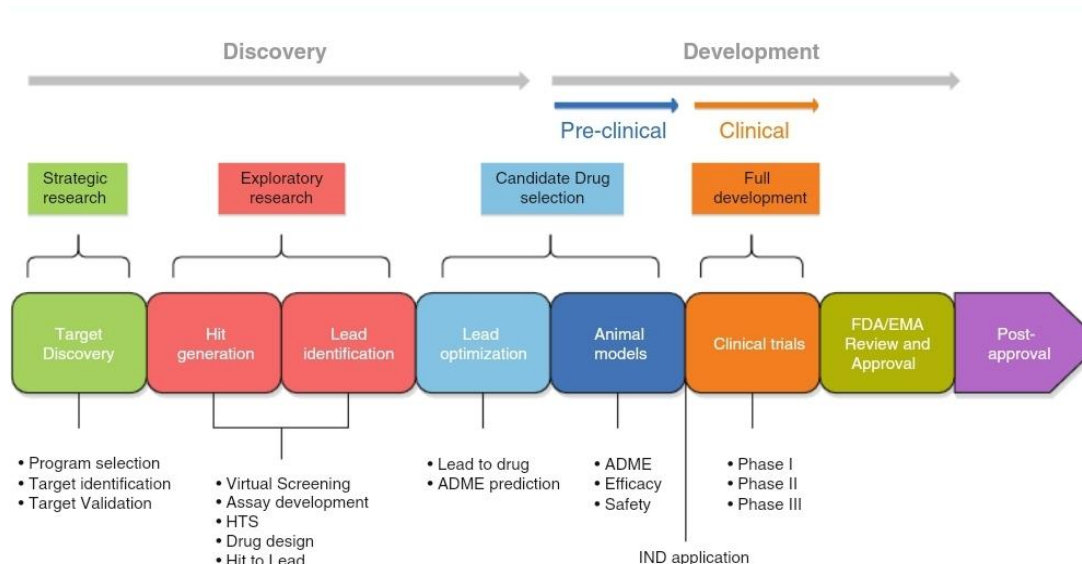 Discovery
Development
Pre-clinical
Clinical
Strategic
research
Exploratory
research
Candidate Drug
selection
Full
development
Target
Discovery
Hit
generation
Lead
identification
Lead
optimization
Animal
models
Clinical trials
FDA/EMA
Review and
Approval
Post-
approval
• Program selection
• Target identification
• Target Validation
• Virtual Screening
• Assay development
• HTS
• Drug design
• Hit to Lead
• Lead to drug
• ADME prediction
• ADME
• Efficacy
• Safety
• Phase I
• Phase II
• Phase III
IND application